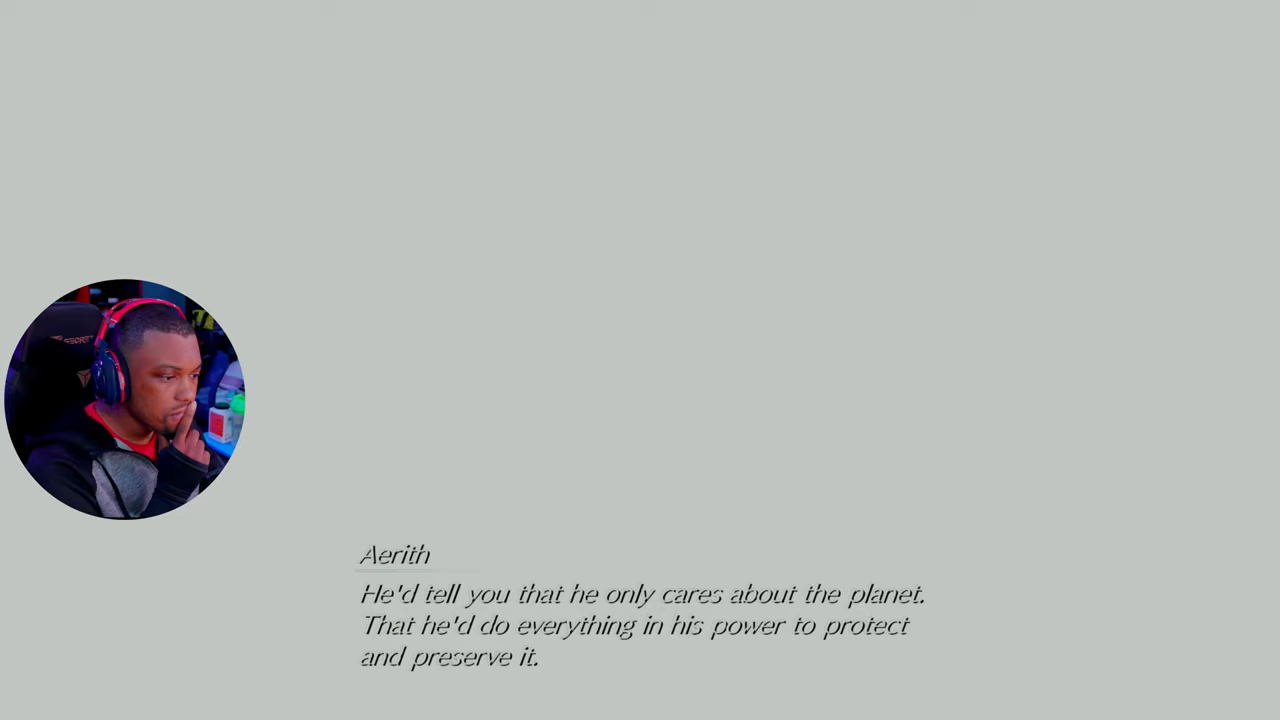 Aerith
He'd tell you that he only cares about the planet.
That he'd do everything in his power to protect
and preserve it.